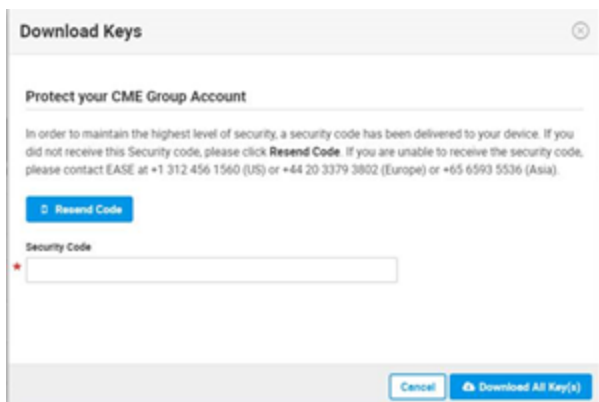 Download Keys
Protect your CME Group Account
In order to maintain the highest level of security, a security code has been delivered to your device. If you
did not receive this Security code, please click Resend Code. If you are unable to receive the security code,
please contact EASE at +1 312 456 1560 (US) or +44 20 3379 3802 (Europe) or +65 6593 5536 (Asia).
Resend Code
Security Code
*
Cancel
Download All Key(s)